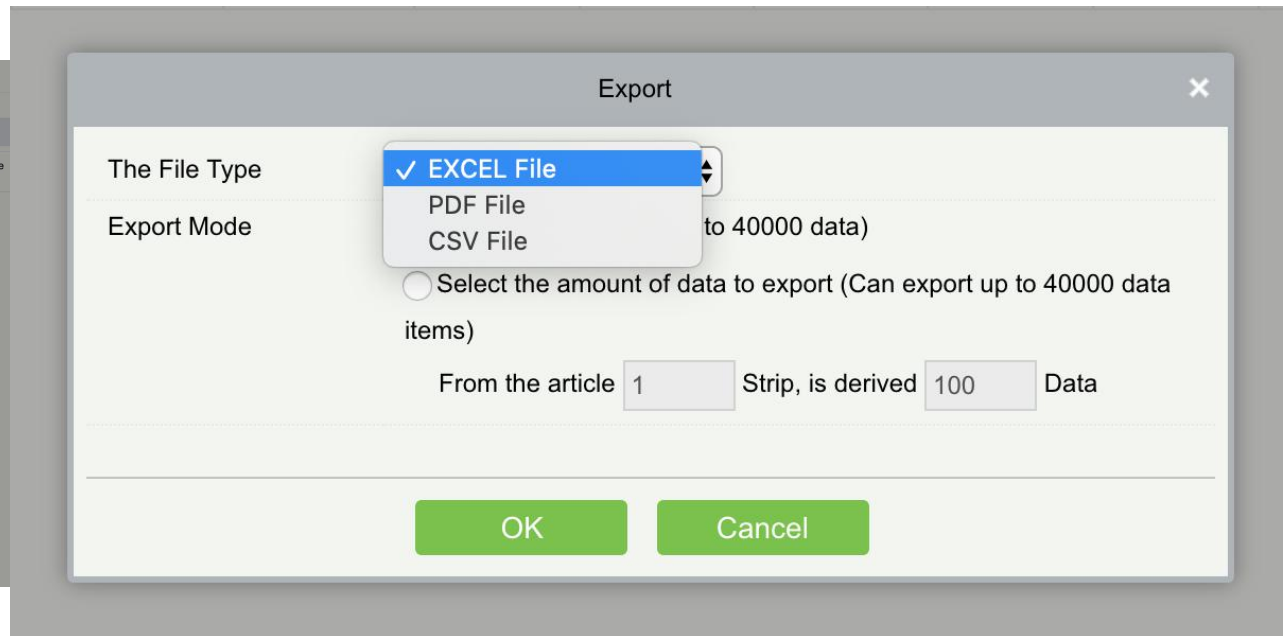 Export
The File Type
✓ EXCEL File
PDF File
CSV File
Export Mode
to 40000 data)
Select the amount of data to export (Can export up to 40000 data
items)
From the article 1 Strip, is derived 100 Data
OK Cancel